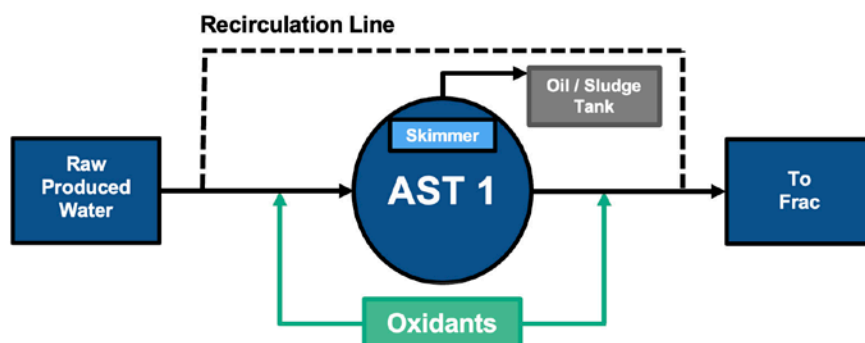 Recirculation Line
Oil / Sludge
Tank
Skimmer
Raw
Produced
Water
AST 1
To
Frac
Oxidants